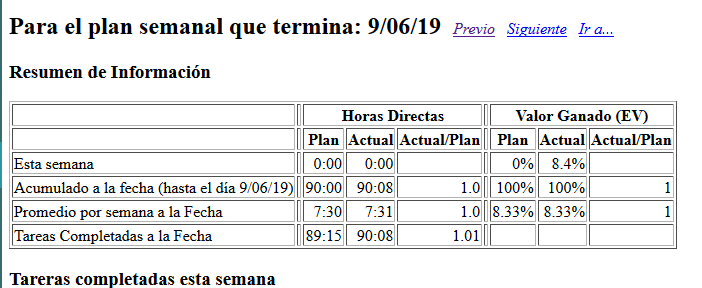 Para el plan semanal que termina: 9/06/19 Previo Siguiente Ir a...
Resumen de Información
Horas Directas Valor Ganado (EV)
Plan Actual Actual/Plan Plan Actual Actual/Plan
Esta semana 0:00 0:00 0% 8.4%
Acumulado a la fecha (hasta el día 9/06/19) 90:00 90:08 1.0 100% 100% 1
Promedio por semana a la Fecha 7:30 7:31 1.0 8.33% 8.33% 1
Tareas Completadas a la Fecha 89:15 90:08 1.01
Tareras completadas esta semana